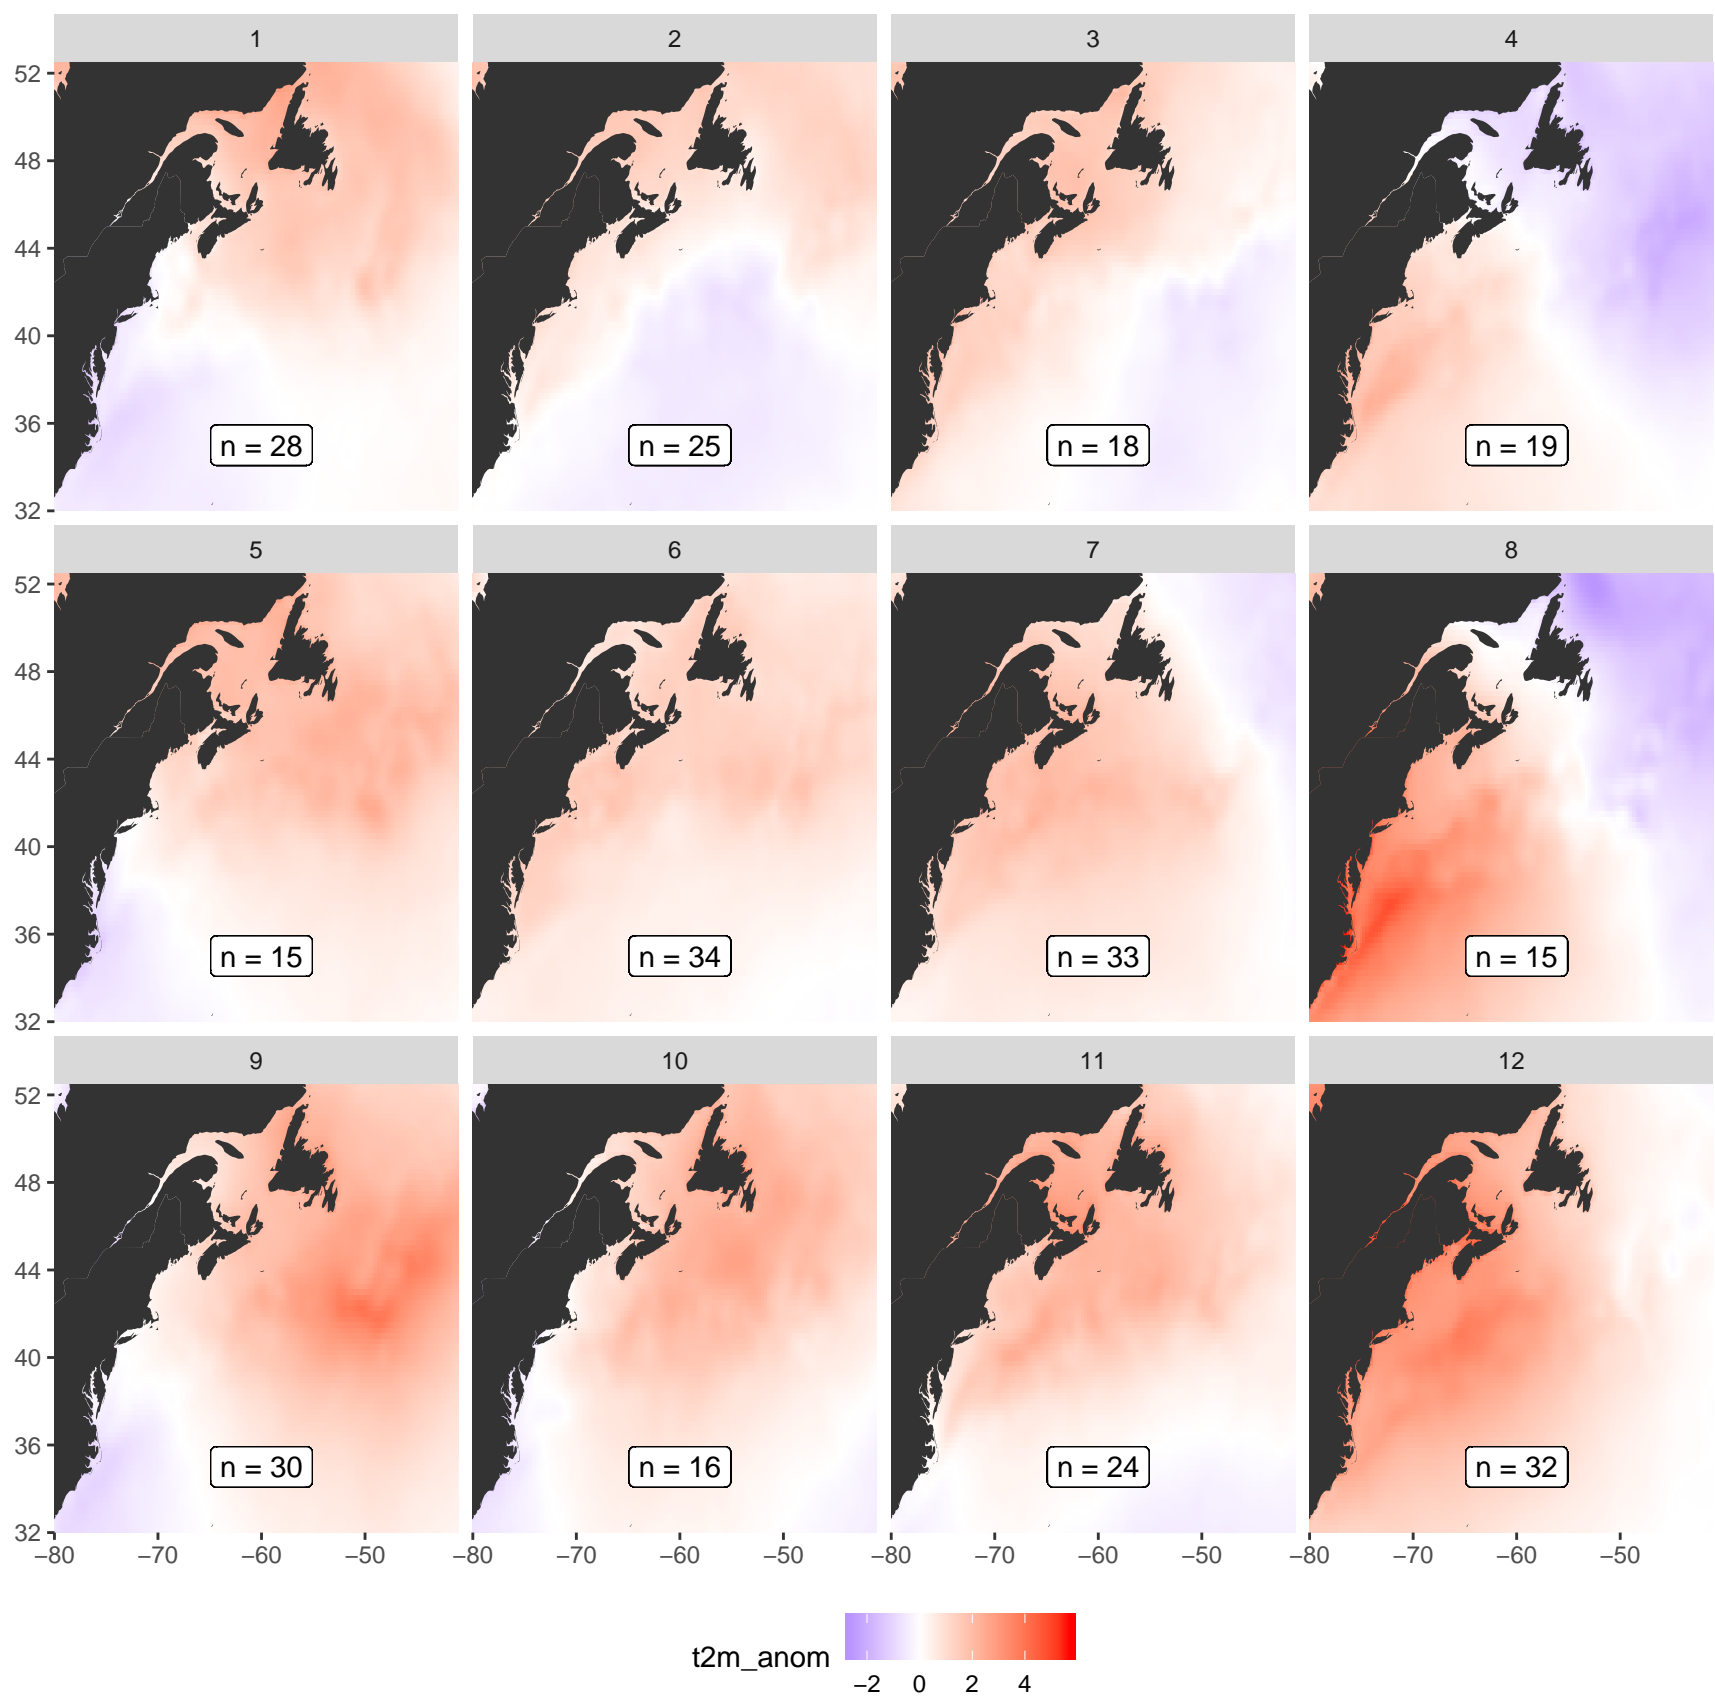 1 2 3 4
52
48
44
40
36
32
n = 28 n = 25 n = 18 n = 19
5 6 7 8
52
48
44
40
36
32
n = 15 n = 34 n = 33 n = 15
9 10 11 12
52
48
44
40
36
32
n = 30 n = 16 n = 24 n = 32
−80 −70 −60 −50 −80 −70 −60 −50 −80 −70 −60 −50 −80 −70 −60 −50
t2m_anom
−2 0 2 4